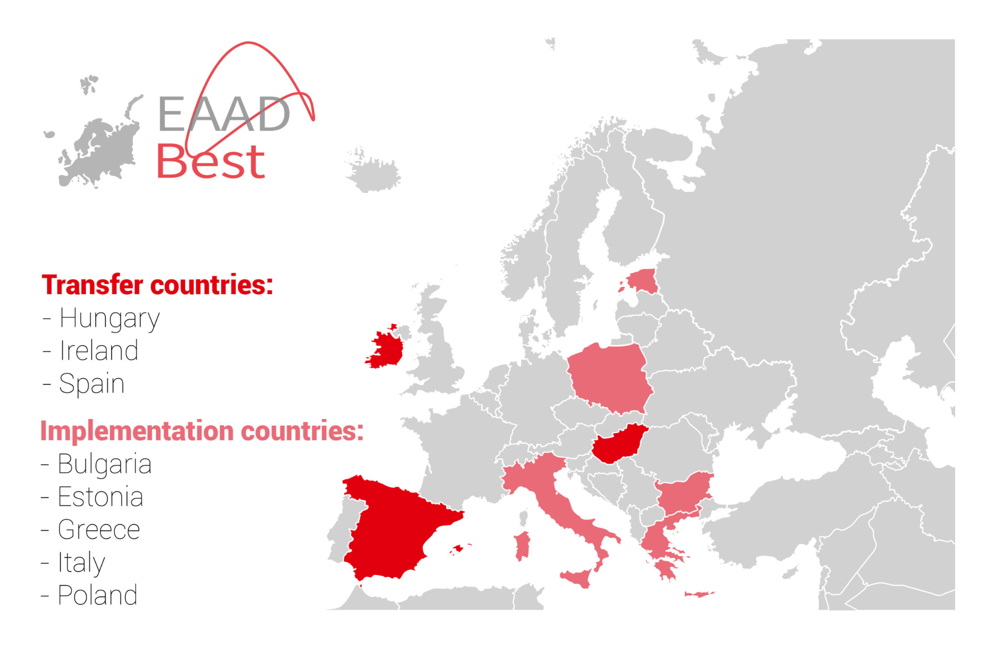 EAAD
Best
Transfer countries:
- Hungary
- Ireland
- Spain
Implementation countries:
- Bulgaria
- Estonia
- Greece
- Italy
- Poland